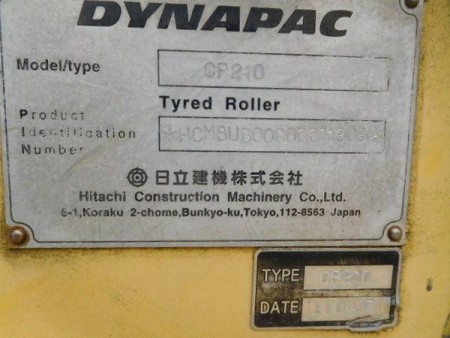 DYNAPAC
Model/type CP210
Tyred Roller
Product
Identification
Number
日立建機株式会社
Hitachi Construction Machinery Co.,Ltd.
5-1,Koraku 2-chome,Bunkyo-ku,Tokyo,112-8563 Japan
TYPE CP210
DATE